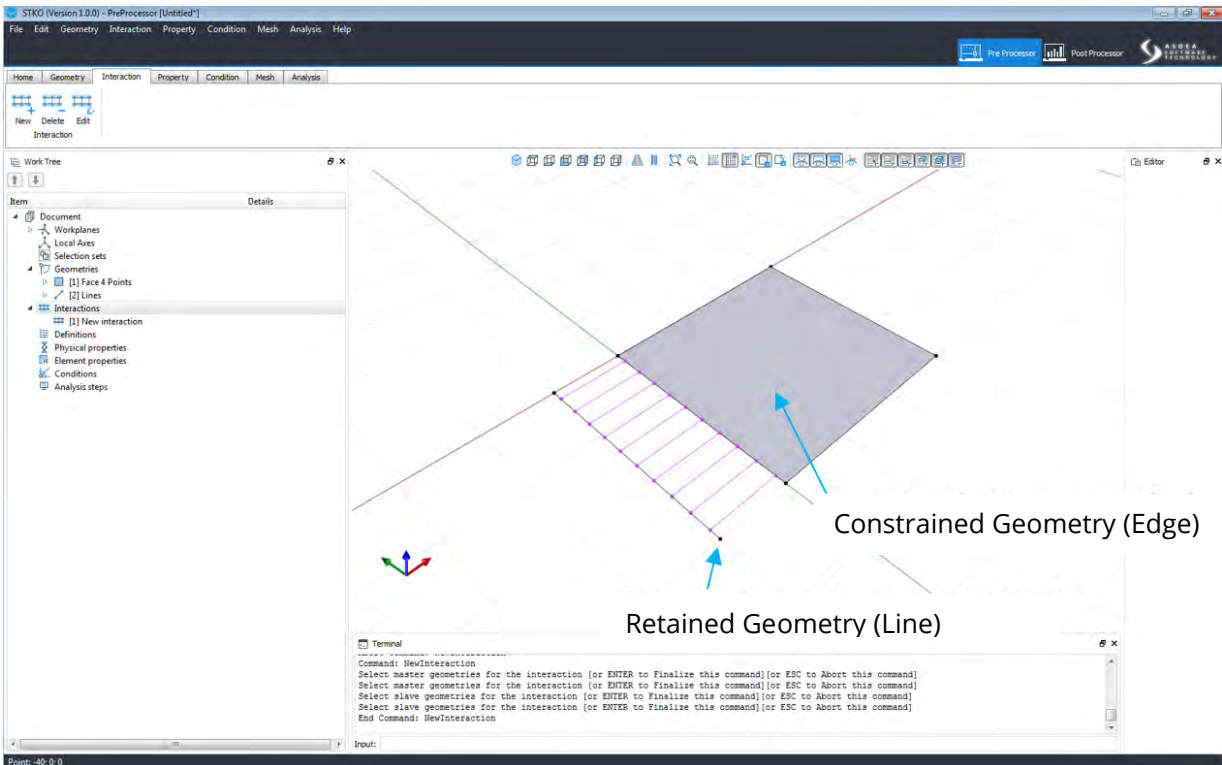 STKO (Version 1.0.0) - PreProcessor [Untitled*]
File Edit Geometry Interaction Property Condition Mesh Analysis Help
Pre Processor Post Processor ASDEA SOFTWARE TECHNOLOGY
Home Geometry Interaction Property Condition Mesh Analysis
New Delete Edit
Interaction
Work Tree
Editor
Item Details
Document
Workplanes
Local Axes
Selection sets
Geometries
[1] Face 4 Points
[2] Lines
Interactions
[1] New interaction
Definitions
Physical properties
Element properties
Conditions
Analysis steps
Constrained Geometry (Edge)
Retained Geometry (Line)
Terminal
Command: NewInteraction
Select master geometries for the interaction [or ENTER to Finalize this command][or ESC to Abort this command]
Select master geometries for the interaction [or ENTER to Finalize this command][or ESC to Abort this command]
Select slave geometries for the interaction [or ENTER to Finalize this command][or ESC to Abort this command]
Select slave geometries for the interaction [or ENTER to Finalize this command][or ESC to Abort this command]
End Command: NewInteraction
Input:
Point: -40: 0: 0